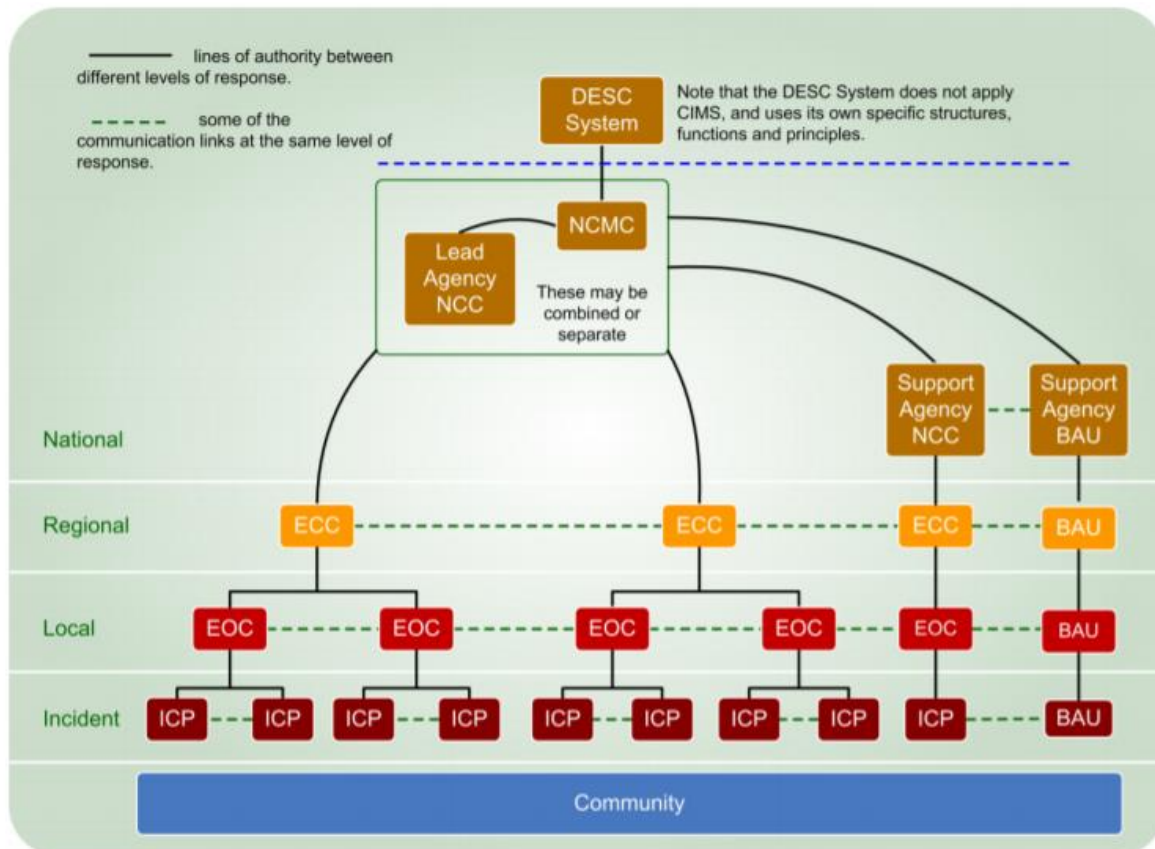 lines of authority between
different levels of response.
some of the
communication links at the same level of
response.
DESC
System
Note that the DESC System does not apply
CIMS, and uses its own specific structures,
functions and principles.
NCMC
Lead
Agency
NCC
These may be
combined or
separate
Support
Agency
NCC
Support
Agency
BAU
National
Regional
ECC
ECC
ECC
BAU
Local
EOC
EOC
EOC
EOC
EOC
BAU
Incident
ICP
ICP
ICP
ICP
ICP
ICP
ICP
ICP
ICP
BAU
Community